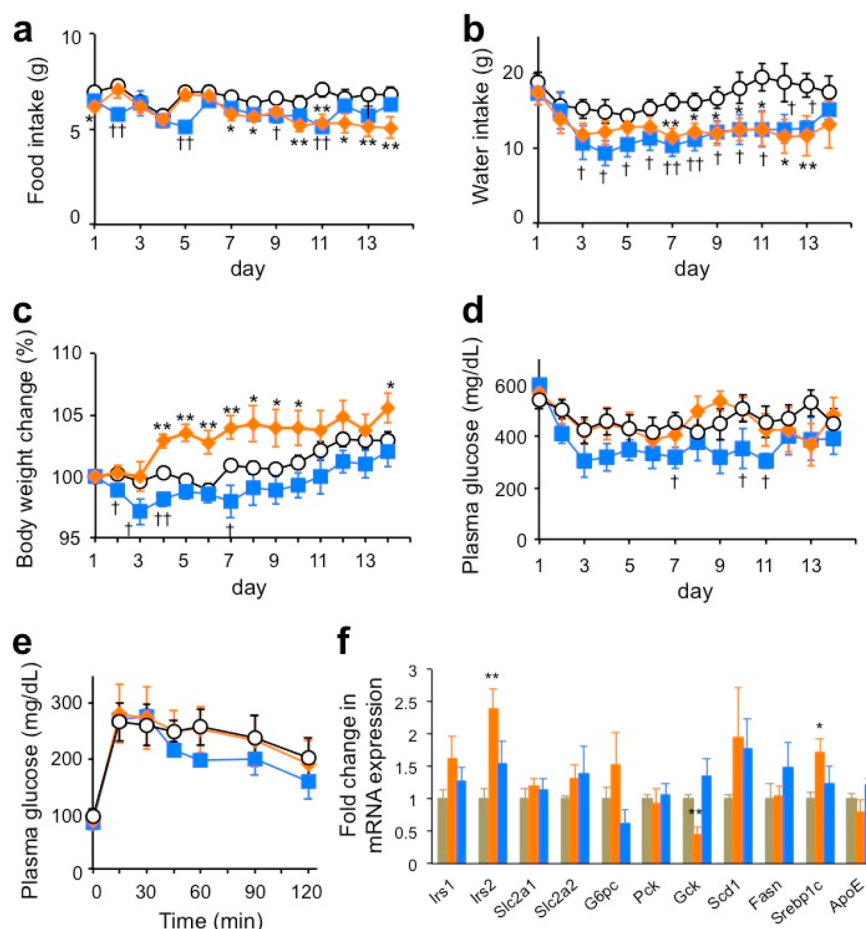 a
Food intake (g)
10
5
0
* †† †† * * † ** ** †† * † ** **
1 3 5 7 9 11 13
day
b
Water intake (g)
20
10
0
** * * * * † †
† † † † †† †† † † † * **
1 3 5 7 9 11 13
day
c
Body weight change (%)
110
105
100
95
** ** * ** * * * *
† † †† †
1 3 5 7 9 11 13
day
d
Plasma glucose (mg/dL)
600
400
200
0
† † †
1 3 5 7 9 11 13
day
e
Plasma glucose (mg/dL)
300
200
100
0
0 30 60 90 120
Time (min)
f
Fold change in
mRNA expression
3
2.5
2
1.5
1
0.5
0
** ** *
Irs1 Irs2 Slc2a1 Slc2a2 G6pc Pck Gck Scd1 Fasn Srebp1c ApoE